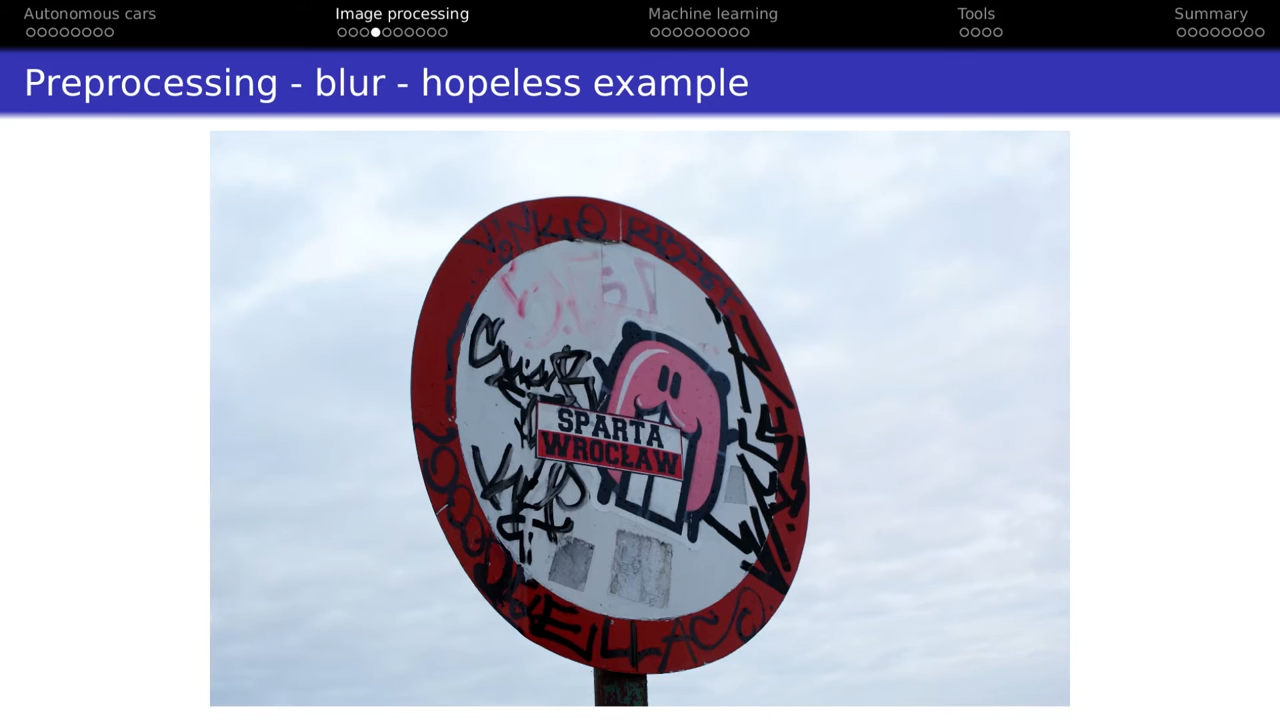 Autonomous cars
Image processing
Machine learning
Tools
Summary
Preprocessing - blur - hopeless example
SPARTA
WROCŁAW